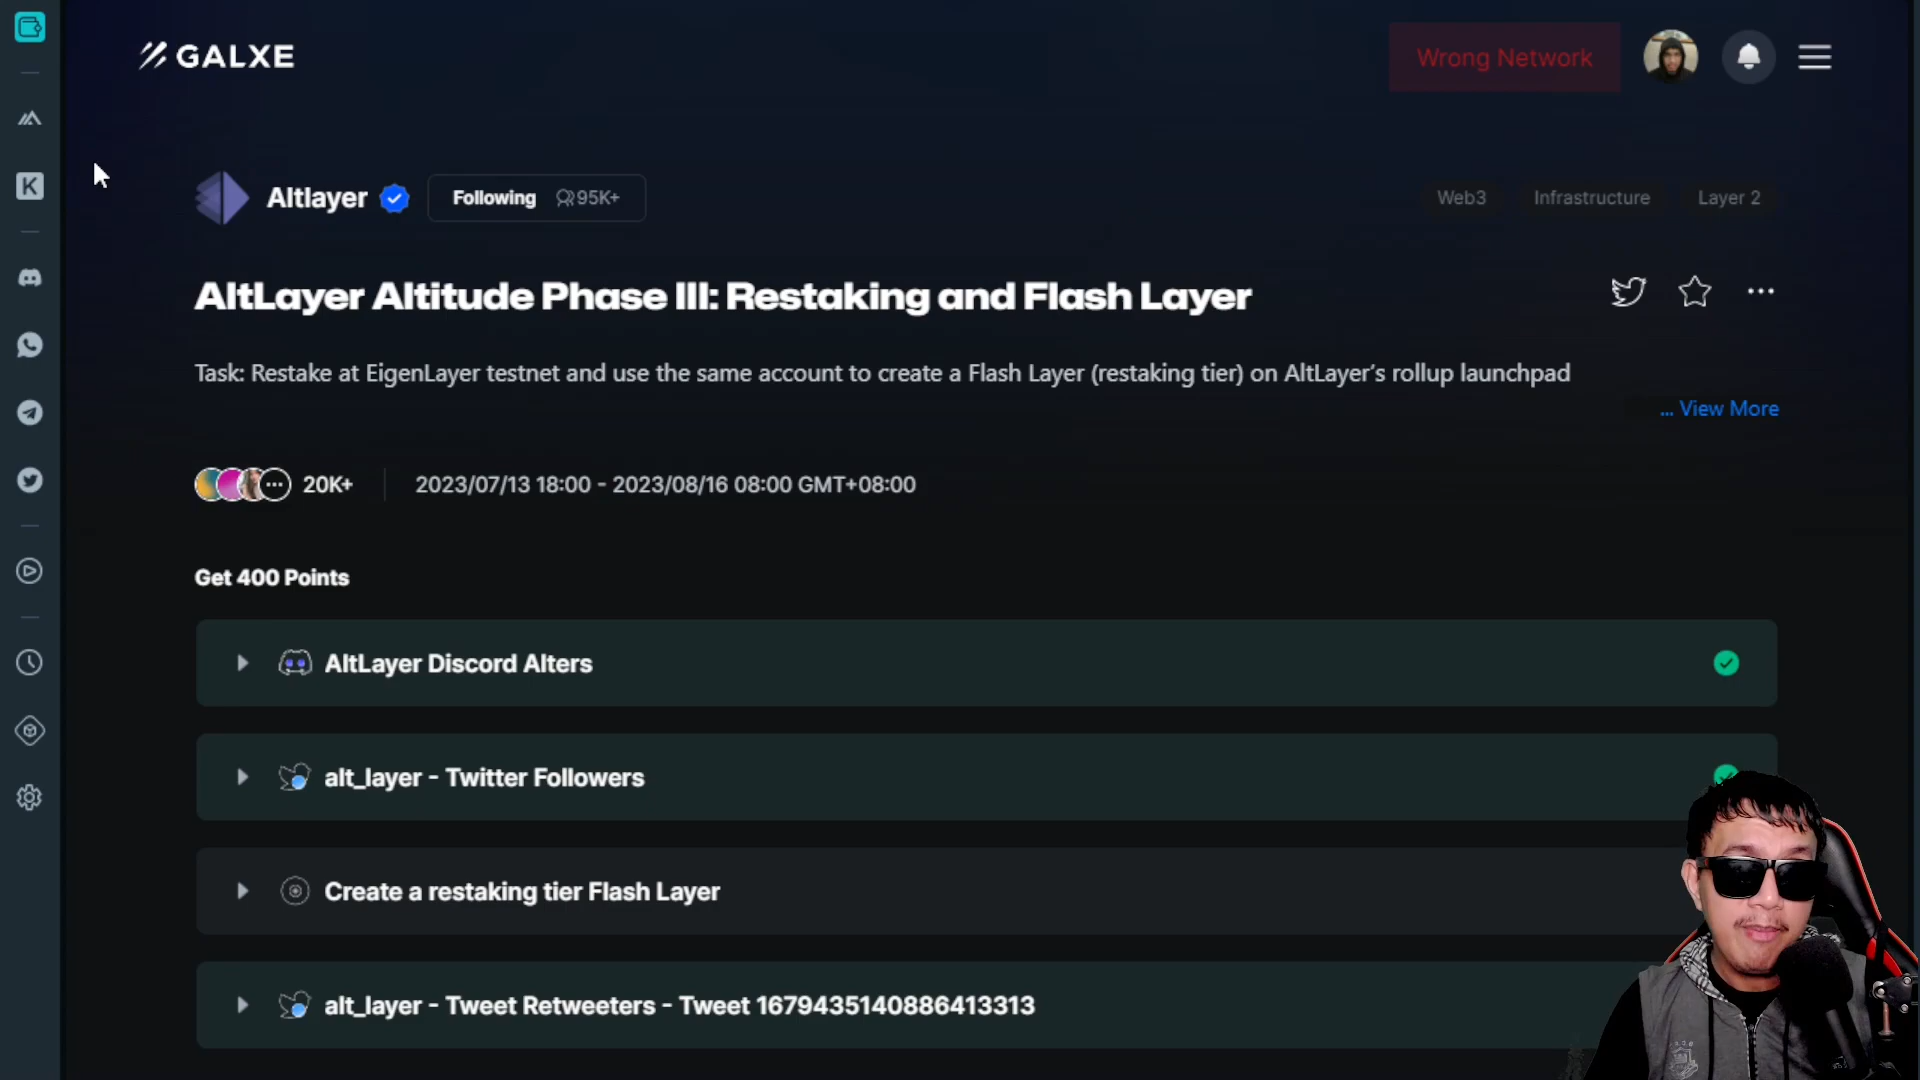 GALXE
Wrong Network
Altlayer
Following 95K+
Web3 Infrastructure Layer 2
AltLayer Altitude Phase III: Restaking and Flash Layer
Task: Restake at EigenLayer testnet and use the same account to create a Flash Layer (restaking tier) on AltLayer's rollup launchpad
... View More
20K+ 2023/07/13 18:00 - 2023/08/16 08:00 GMT+08:00
Get 400 Points
AltLayer Discord Alters
alt_layer - Twitter Followers
Create a restaking tier Flash Layer
alt_layer - Tweet Retweeters - Tweet 1679435140886413313